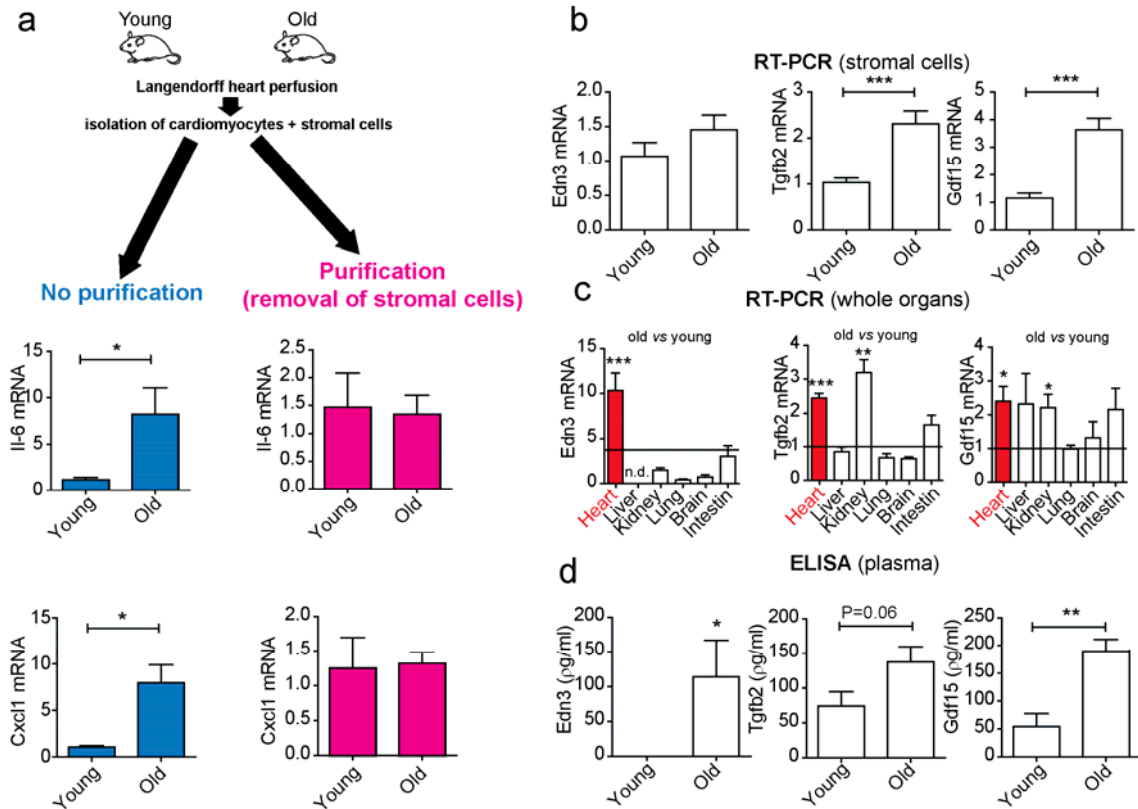 a
Young Old
Langendorff heart perfusion
isolation of cardiomyocytes + stromal cells
No purification
Purification
(removal of stromal cells)
Il-6 mRNA
15
10
5
0
*
Young Old
Il-6 mRNA
2.5
2.0
1.5
1.0
0.5
0.0
Young Old
Cxcl1 mRNA
15
10
5
0
*
Young Old
Cxcl1 mRNA
2.0
1.5
1.0
0.5
0.0
Young Old
b
RT-PCR (stromal cells)
Edn3 mRNA
2.0
1.5
1.0
0.5
0.0
Young Old
Tgfb2 mRNA
3
2
1
0
***
Young Old
Gdf15 mRNA
5
4
3
2
1
0
***
Young Old
c
RT-PCR (whole organs)
old vs young
Edn3 mRNA
15
10
5
0
***
n.d.
Heart Liver Kidney Lung Brain Intestin
old vs young
Tgfb2 mRNA
4
3
2
1
0
***
**
Heart Liver Kidney Lung Brain Intestin
old vs young
Gdf15 mRNA
4
3
2
1
0
*
*
Heart Liver Kidney Lung Brain Intestin
d
ELISA (plasma)
Edn3 (ρg/ml)
200
150
100
50
0
*
Young Old
Tgfb2 (ρg/ml)
200
150
100
50
0
P=0.06
Young Old
Gdf15 (ρg/ml)
250
200
150
100
50
0
**
Young Old